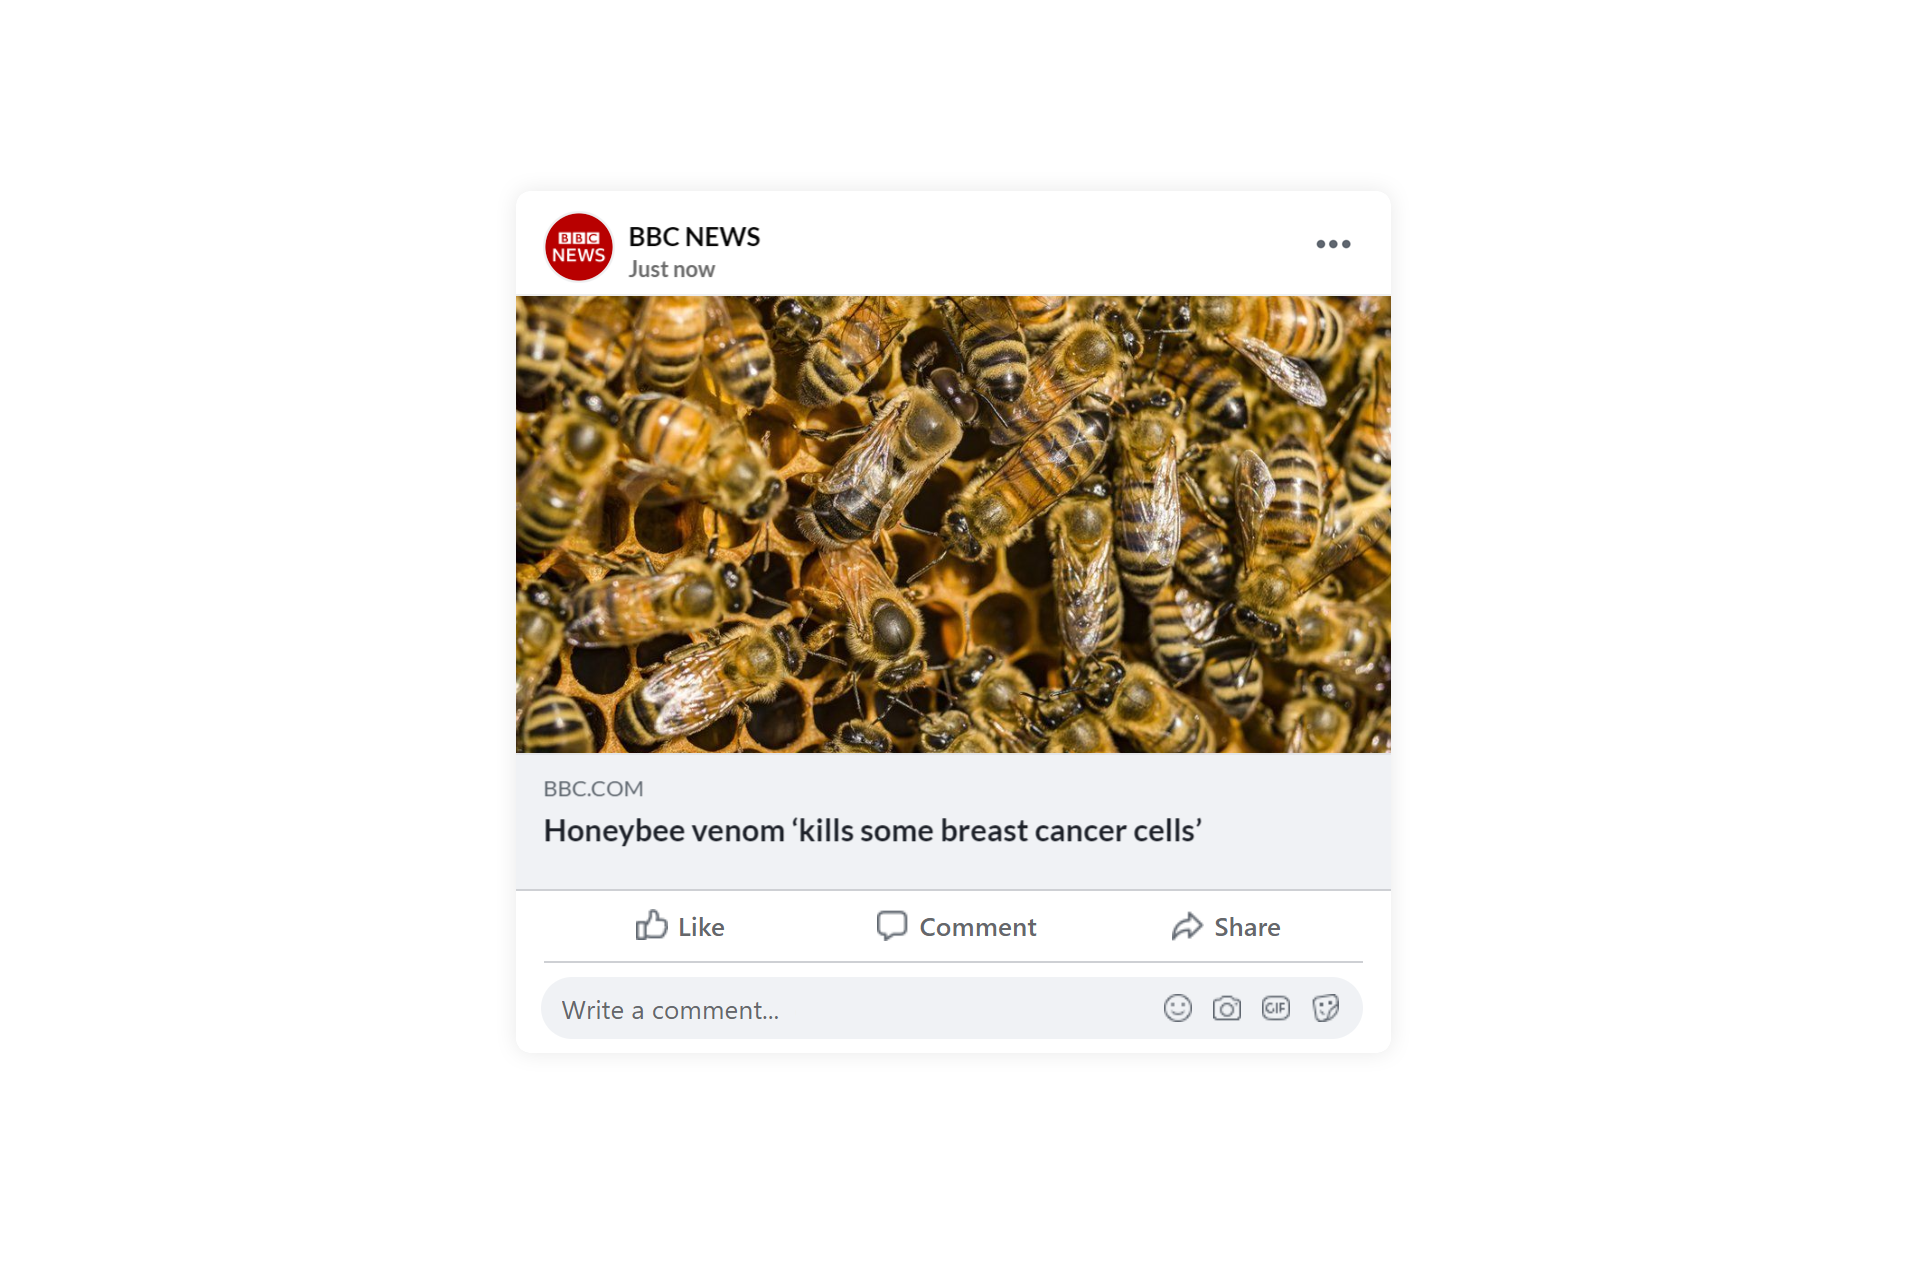 BBC
NEWS
BBC NEWS
Just now
BBC.COM
Honeybee venom ‘kills some breast cancer cells’
Like
Comment
Share
Write a comment...
GIF